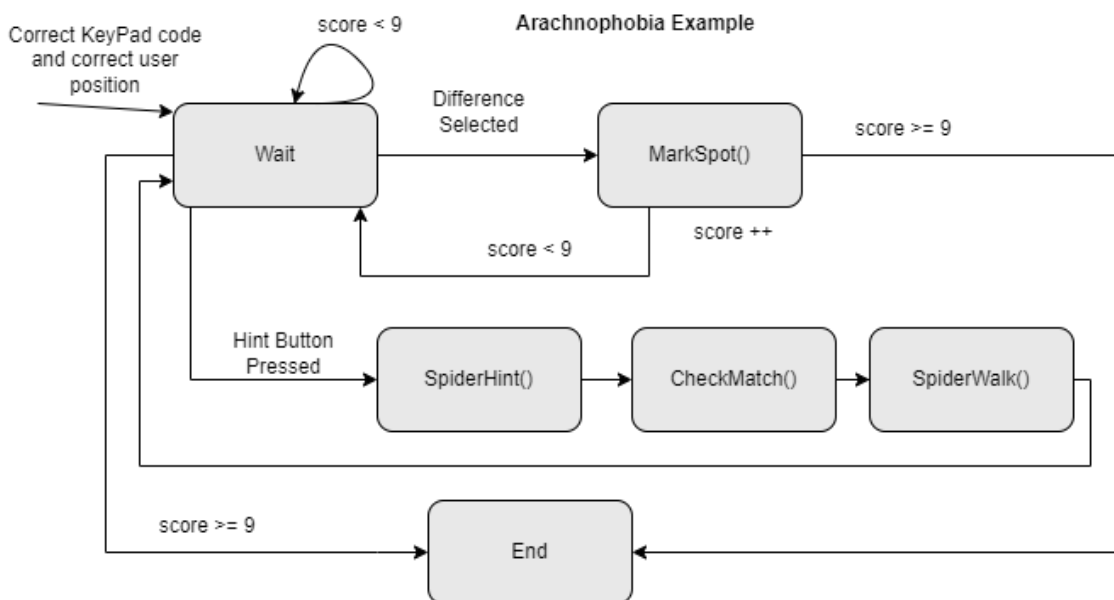 Arachnophobia Example
score < 9
Correct KeyPad code
and correct user
position
Difference
Selected
score >= 9
Wait
MarkSpot()
score ++
score < 9
Hint Button
Pressed
SpiderHint()
CheckMatch()
SpiderWalk()
score >= 9
End